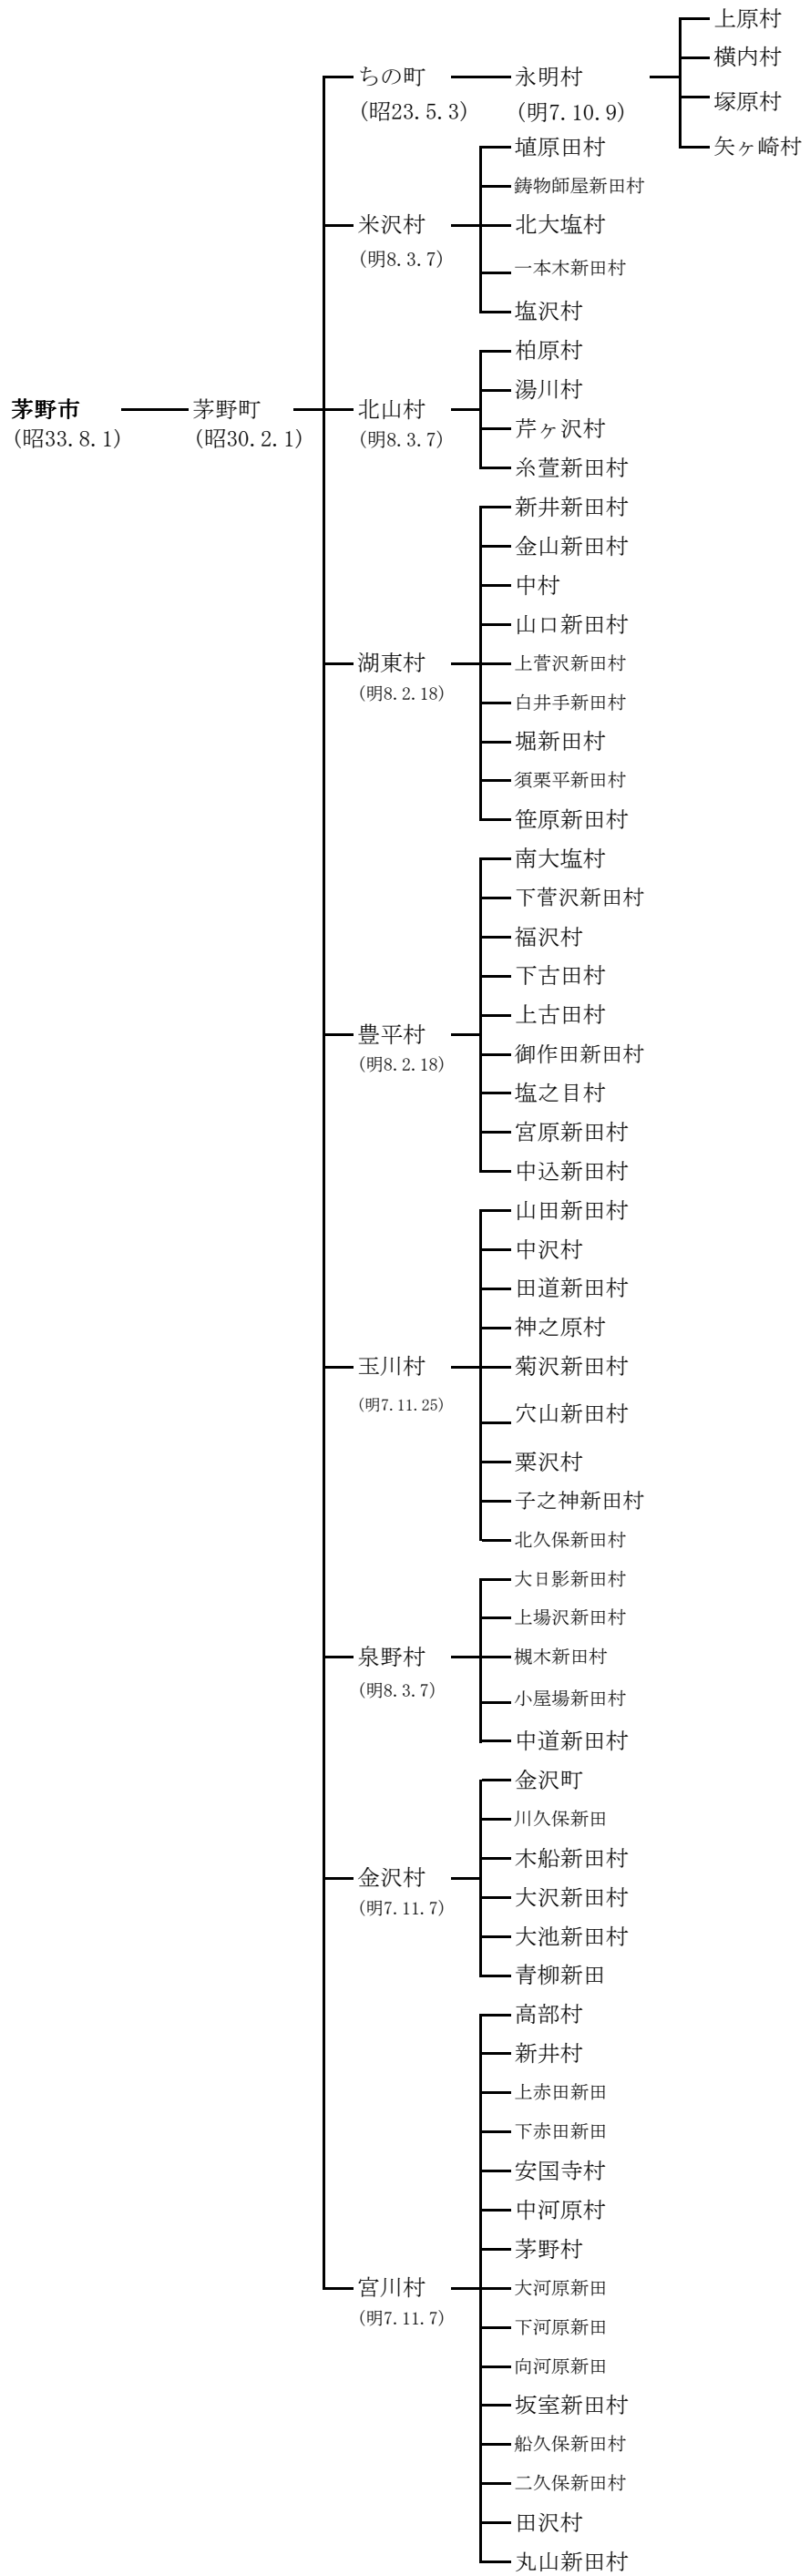 茅野市
(昭33.8.1)
茅野町
(昭30.2.1)
ちの町
(昭23.5.3)
永明村
(明7.10.9)
上原村
横内村
塚原村
矢ヶ崎村
米沢村
(明8.3.7)
埴原田村
鋳物師屋新田村
北大塩村
一本木新田村
塩沢村
北山村
(明8.3.7)
柏原村
湯川村
芹ヶ沢村
糸萱新田村
湖東村
(明8.2.18)
新井新田村
金山新田村
中村
山口新田村
上菅沢新田村
白井手新田村
堀新田村
須栗平新田村
笹原新田村
豊平村
(明8.2.18)
南大塩村
下菅沢新田村
福沢村
下古田村
上古田村
御作田新田村
塩之目村
宮原新田村
中込新田村
玉川村
(明7.11.25)
山田新田村
中沢村
田道新田村
神之原村
菊沢新田村
穴山新田村
粟沢村
子之神新田村
北久保新田村
泉野村
(明8.3.7)
大日影新田村
上場沢新田村
槻木新田村
小屋場新田村
中道新田村
金沢村
(明7.11.7)
金沢町
川久保新田
木船新田村
大沢新田村
大池新田村
青柳新田
宮川村
(明7.11.7)
高部村
新井村
上赤田新田
下赤田新田
安国寺村
中河原村
茅野村
大河原新田
下河原新田
向河原新田
坂室新田村
船久保新田村
二久保新田村
田沢村
丸山新田村